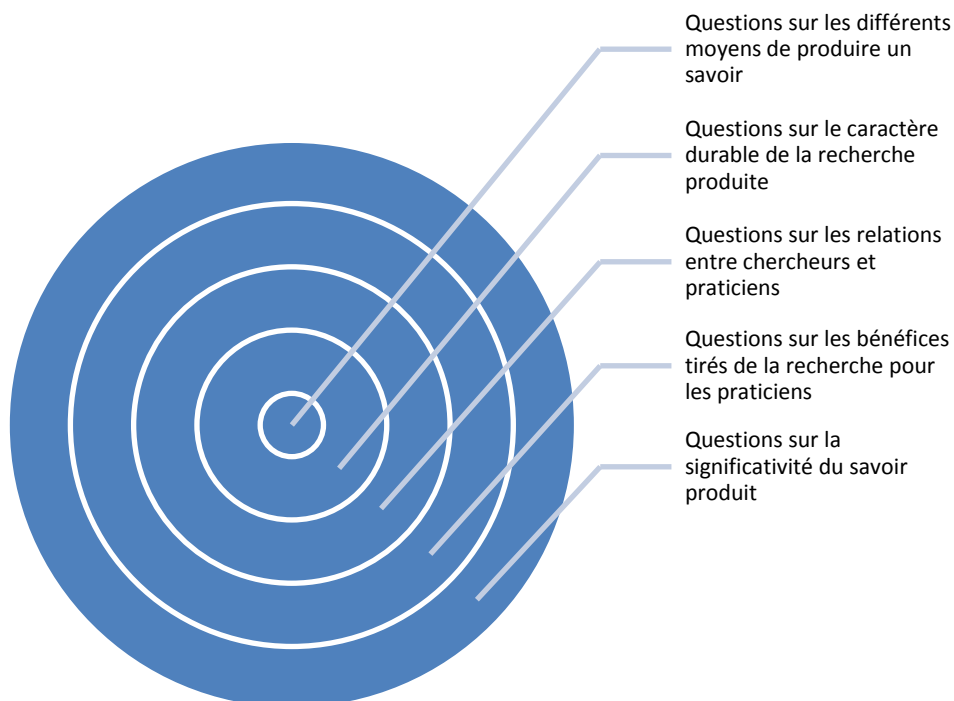 Questions sur les différents
moyens de produire un
savoir
Questions sur le caractère
durable de la recherche
produite
Questions sur les relations
entre chercheurs et
praticiens
Questions sur les bénéfices
tirés de la recherche pour
les praticiens
Questions sur la
significativité du savoir
produit